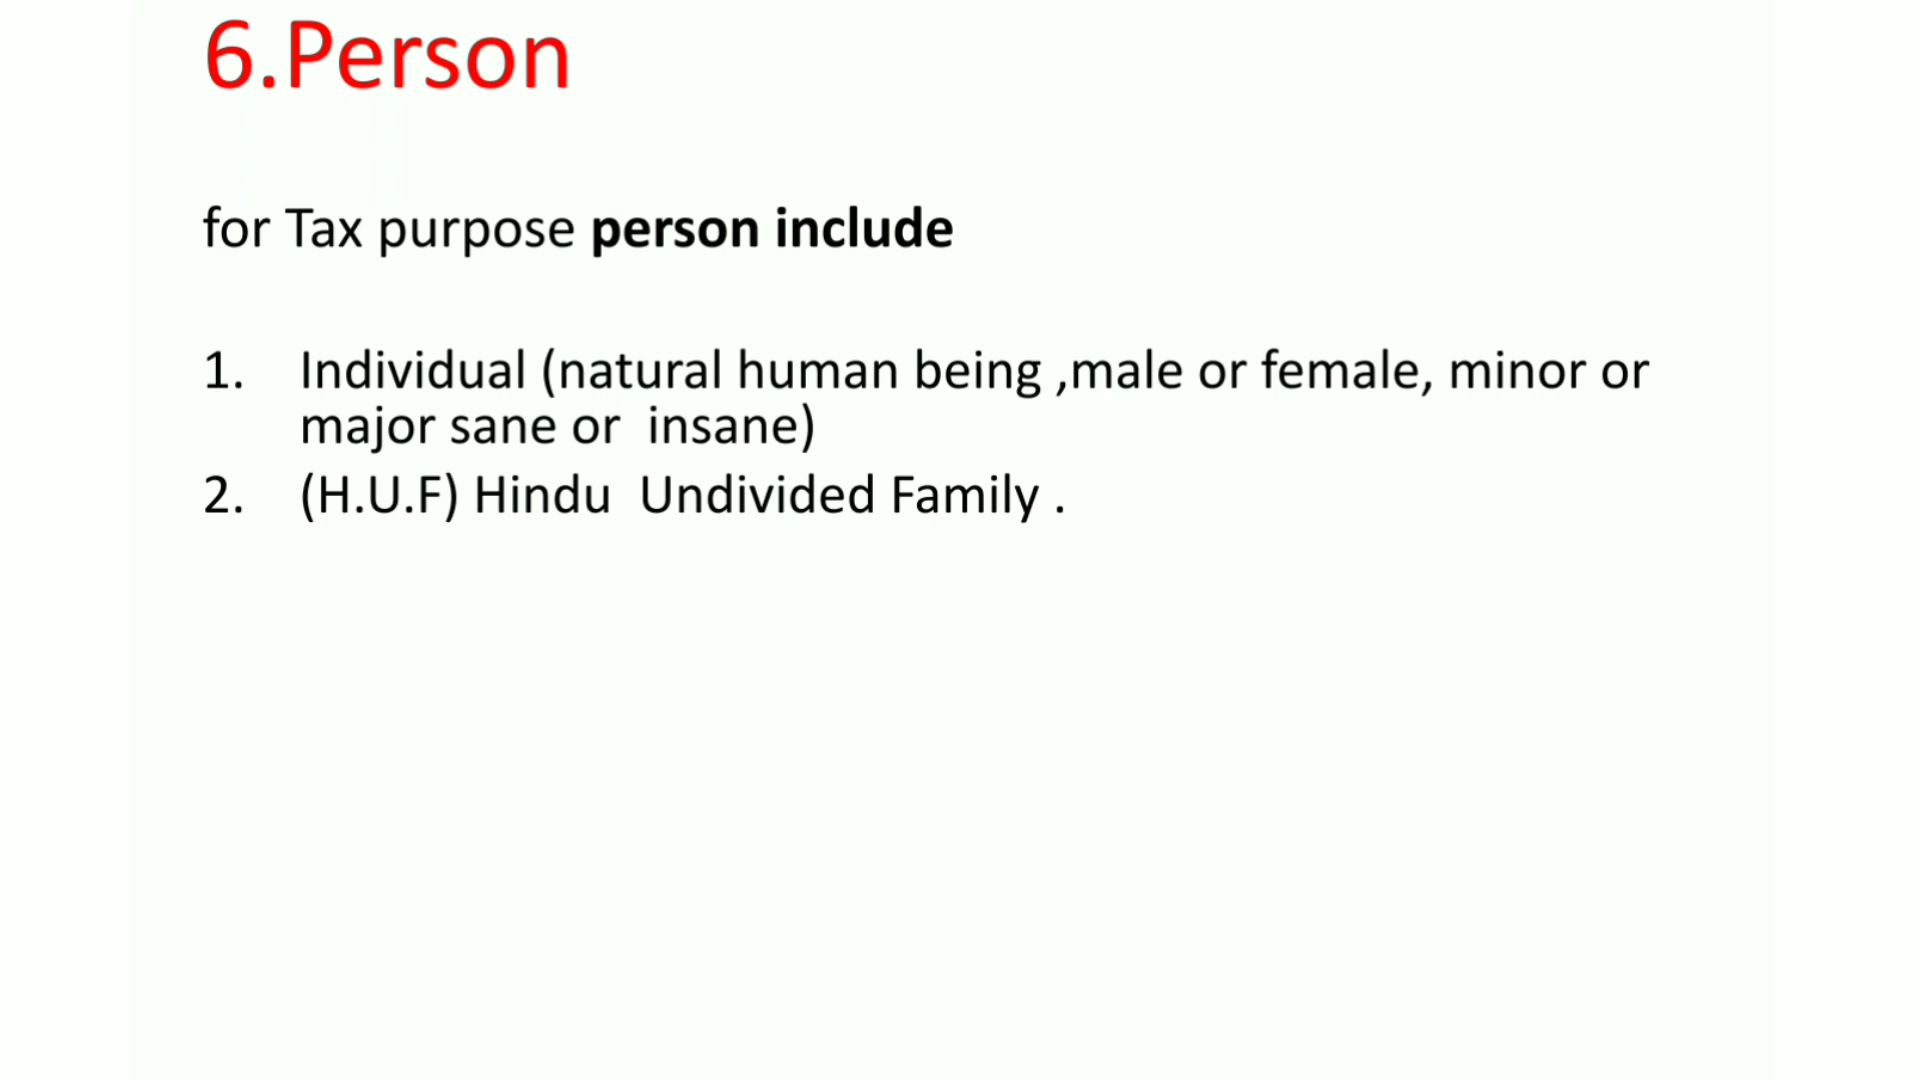 6.Person
for Tax purpose person include
1. Individual (natural human being ,male or female, minor or
major sane or  insane)
2. (H.U.F) Hindu  Undivided Family .